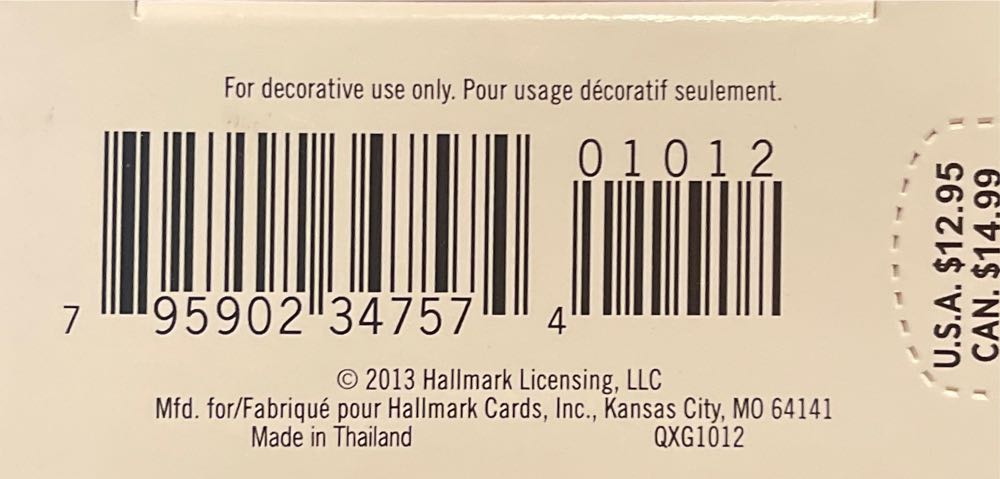 For decorative use only. Pour usage décoratif seulement.
01012
7 95902 34757 4
© 2013 Hallmark Licensing, LLC
Mfd. for/Fabriqué pour Hallmark Cards, Inc., Kansas City, MO 64141
Made in Thailand QXG1012
U.S.A. $12.95
CAN. $14.99